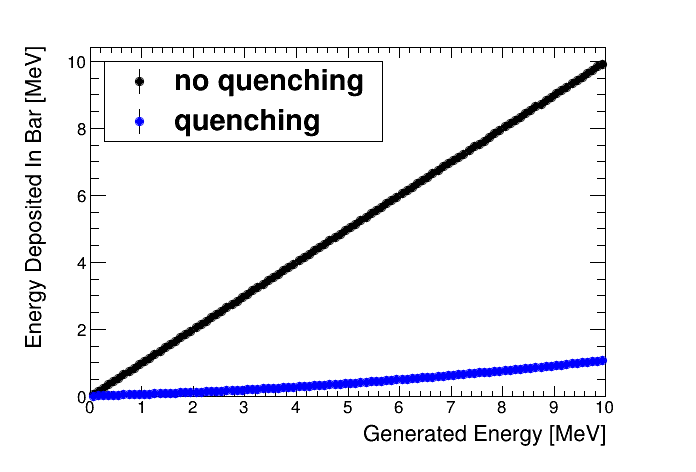 Energy Deposited In Bar [MeV]
10
8
6
4
2
0
no quenching
quenching
0 1 2 3 4 5 6 7 8 9 10
Generated Energy [MeV]